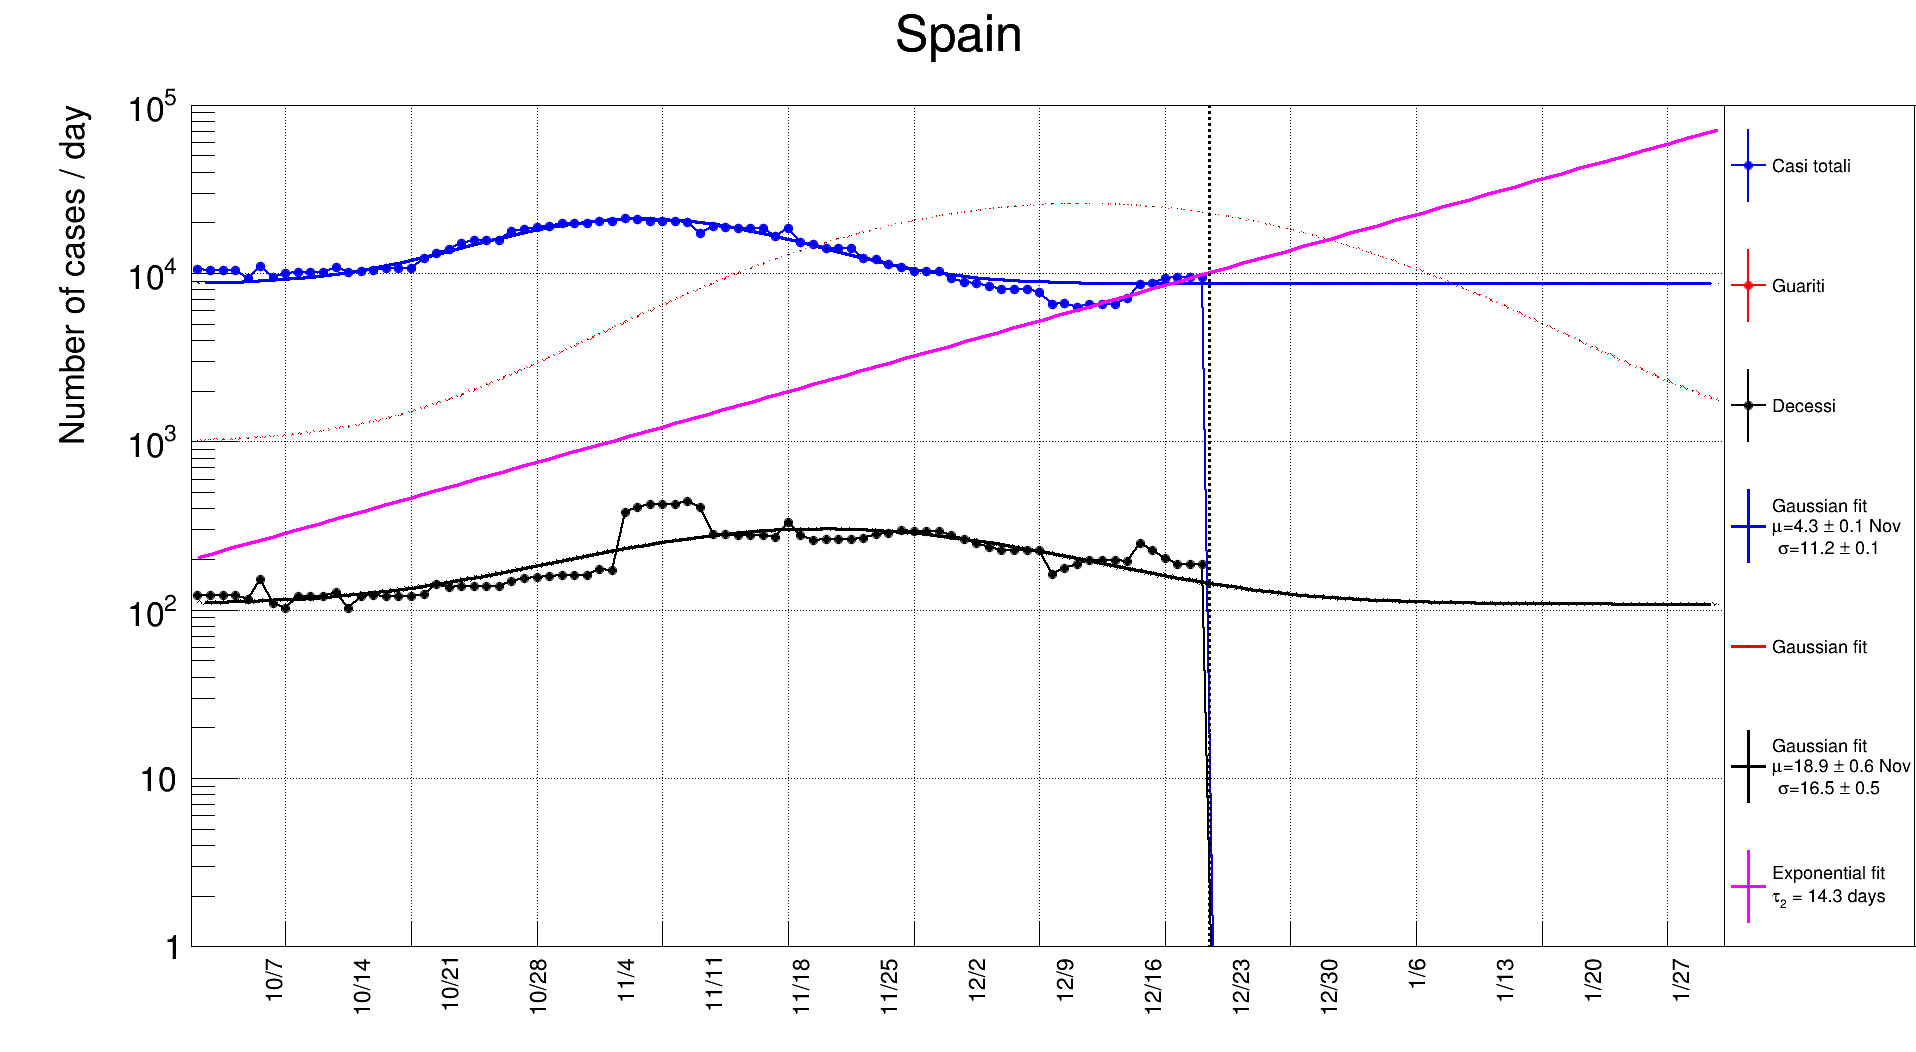 Spain
Number of cases / day
10^5
10^4
10^3
10^2
10
1
10/7
10/14
10/21
10/28
11/4
11/11
11/18
11/25
12/2
12/9
12/16
12/23
12/30
1/6
1/13
1/20
1/27
Casi totali
Guariti
Decessi
Gaussian fit
μ=4.3 ± 0.1 Nov
σ=11.2 ± 0.1
Gaussian fit
Gaussian fit
μ=18.9 ± 0.6 Nov
σ=16.5 ± 0.5
Exponential fit
τ₂ = 14.3 days